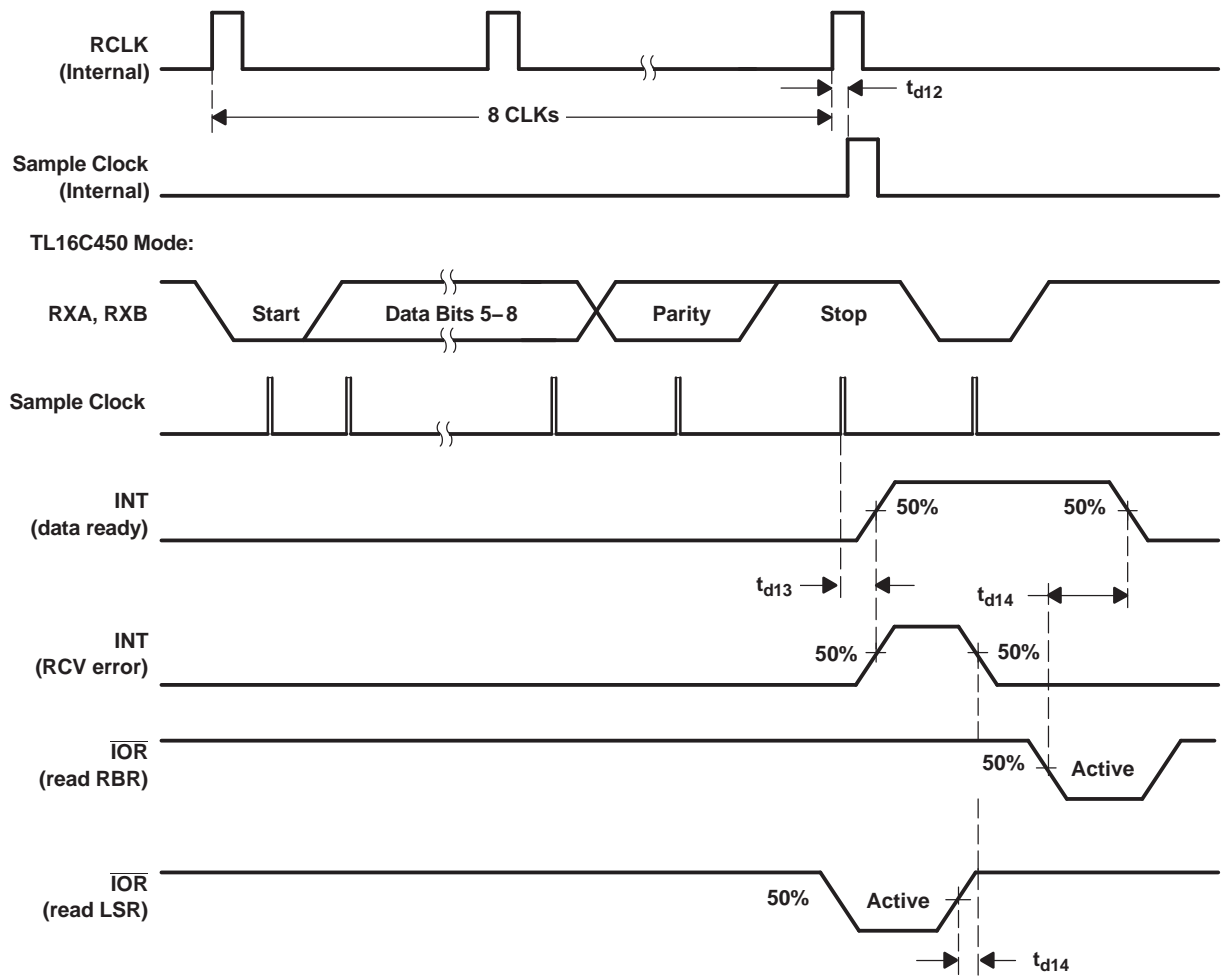 RCLK
(Internal)
t_d12
8 CLKs
Sample Clock
(Internal)
TL16C450 Mode:
RXA, RXB
Start
Data Bits 5–8
Parity
Stop
Sample Clock
INT
(data ready)
50%
50%
t_d13
t_d14
INT
(RCV error)
50%
50%
I̅O̅R̅
(read RBR)
50%
Active
I̅O̅R̅
(read LSR)
50%
Active
t_d14